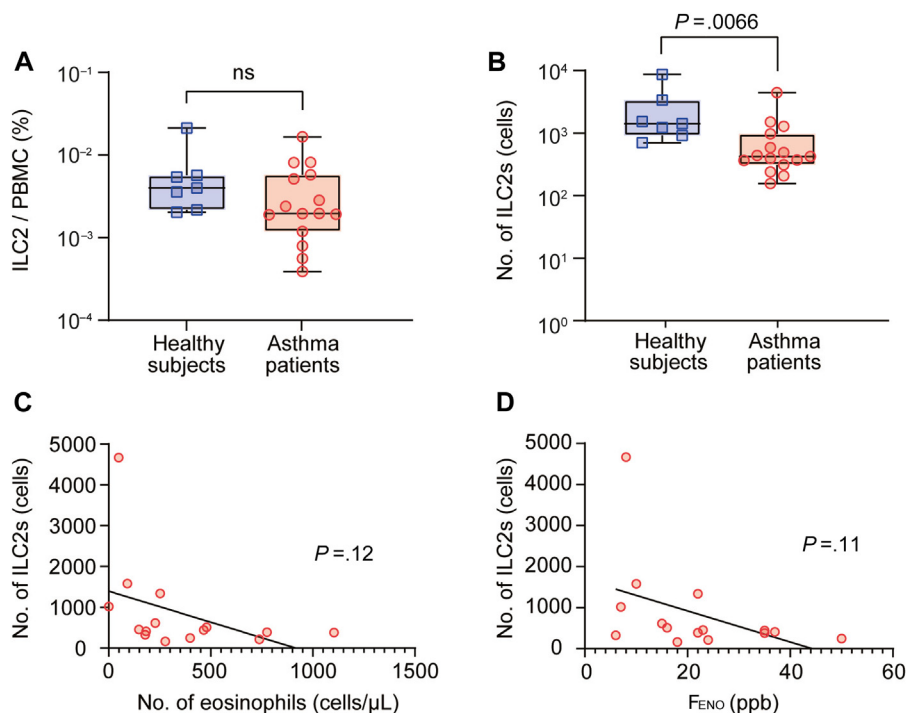 A
ns
ILC2 / PBMC (%)
10⁻¹
10⁻²
10⁻³
10⁻⁴
Healthy subjects
Asthma patients
B
P =.0066
No. of ILC2s (cells)
10⁴
10³
10²
10¹
10⁰
Healthy subjects
Asthma patients
C
No. of ILC2s (cells)
5000
4000
3000
2000
1000
0
P =.12
0 500 1000 1500
No. of eosinophils (cells/µL)
D
No. of ILC2s (cells)
5000
4000
3000
2000
1000
0
P =.11
0 20 40 60
FENO (ppb)